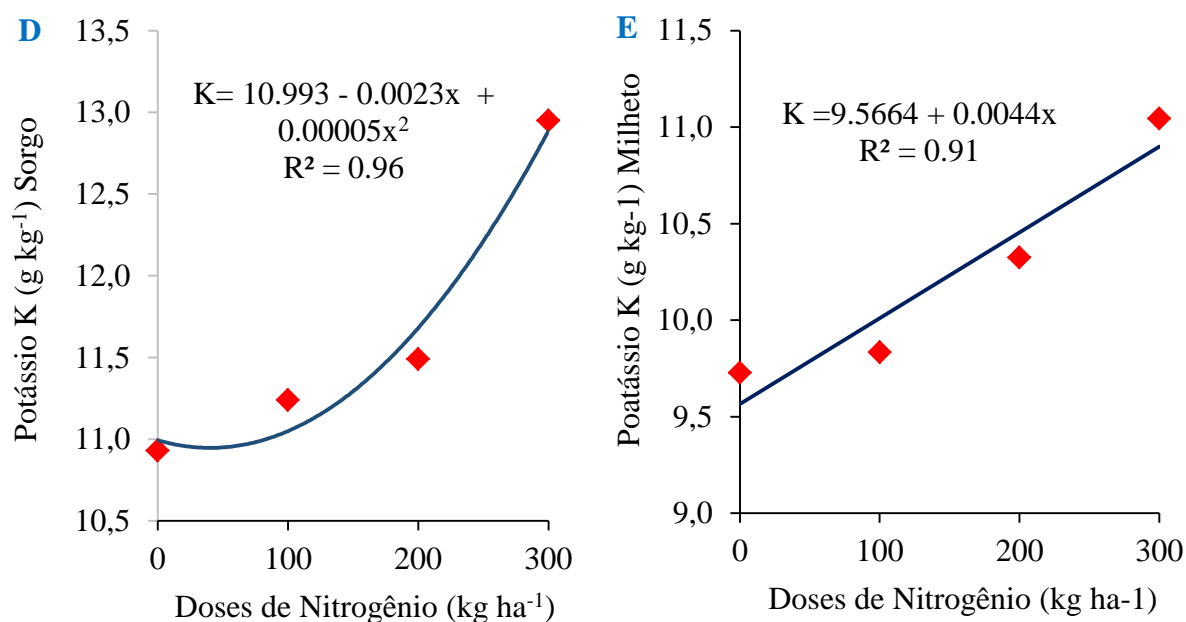 D
13,5
13,0
12,5
12,0
11,5
11,0
10,5
0
100
200
300
Potássio K (g kg⁻¹) Sorgo
K= 10.993 - 0.0023x +
0.00005x²
R² = 0.96
Doses de Nitrogênio (kg ha⁻¹)
E
11,5
11,0
10,5
10,0
9,5
9,0
0
100
200
300
Poatássio K (g kg-1) Milheto
K =9.5664 + 0.0044x
R² = 0.91
Doses de Nitrogênio (kg ha-1)